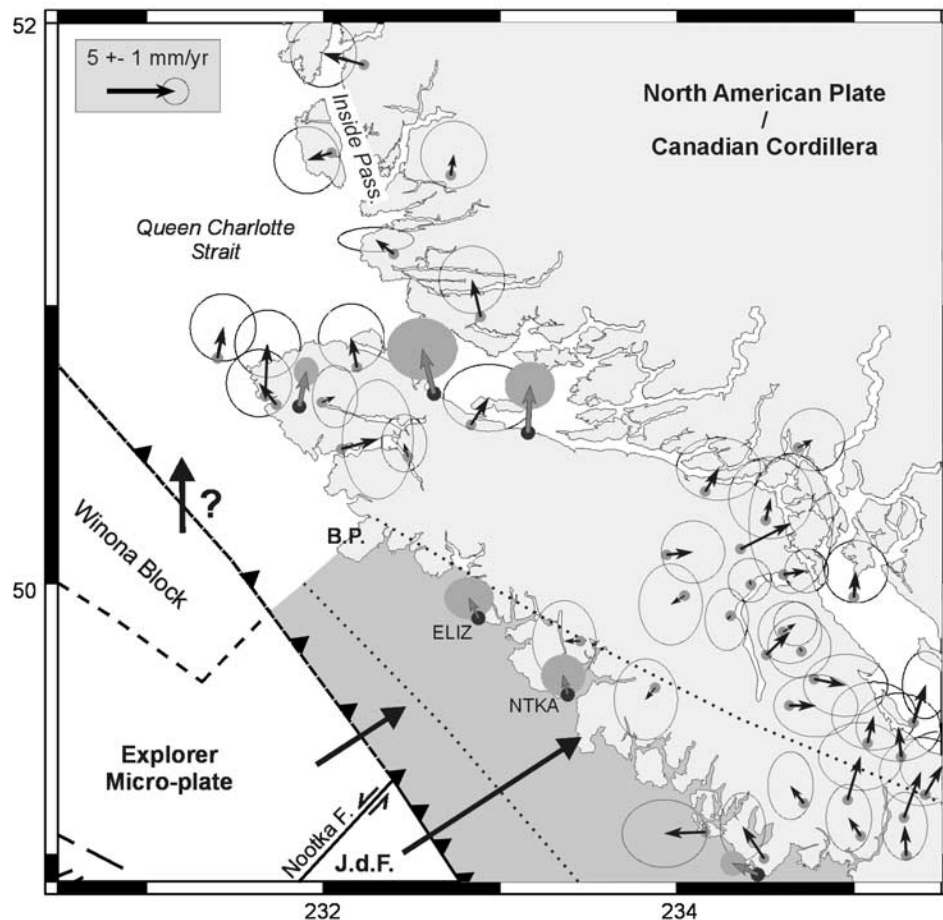 52
5 +- 1 mm/yr
North American Plate
/
Canadian Cordillera
Inside Pass.
Queen Charlotte
Strait
?
Winona Block
B.P.
50
ELIZ
NTKA
Explorer
Micro-plate
Nootka F.
J.d.F.
232
234